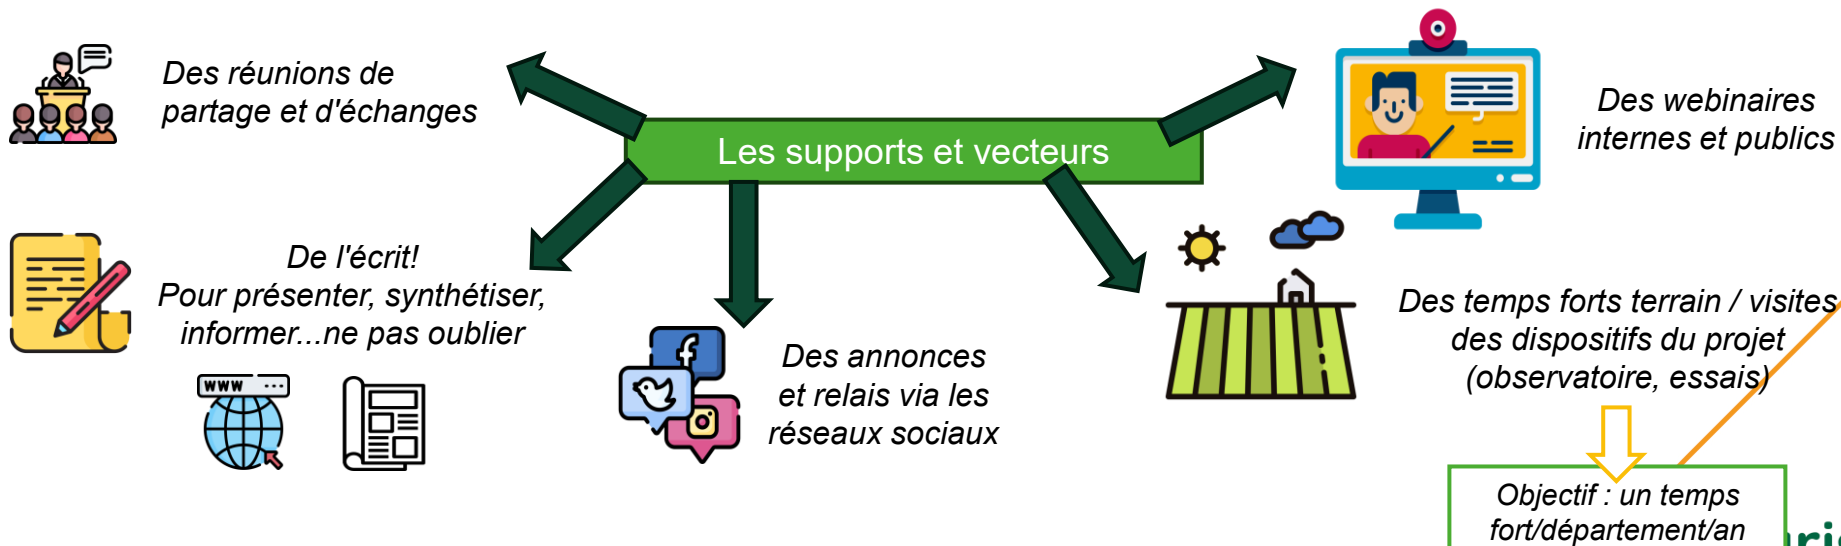 Des réunions de
partage et d'échanges
Les supports et vecteurs
Des webinaires
internes et publics
De l'écrit!
Pour présenter, synthétiser,
informer...ne pas oublier
www
Des annonces
et relais via les
réseaux sociaux
Des temps forts terrain / visites
des dispositifs du projet
(observatoire, essais)
Objectif : un temps
fort/département/an